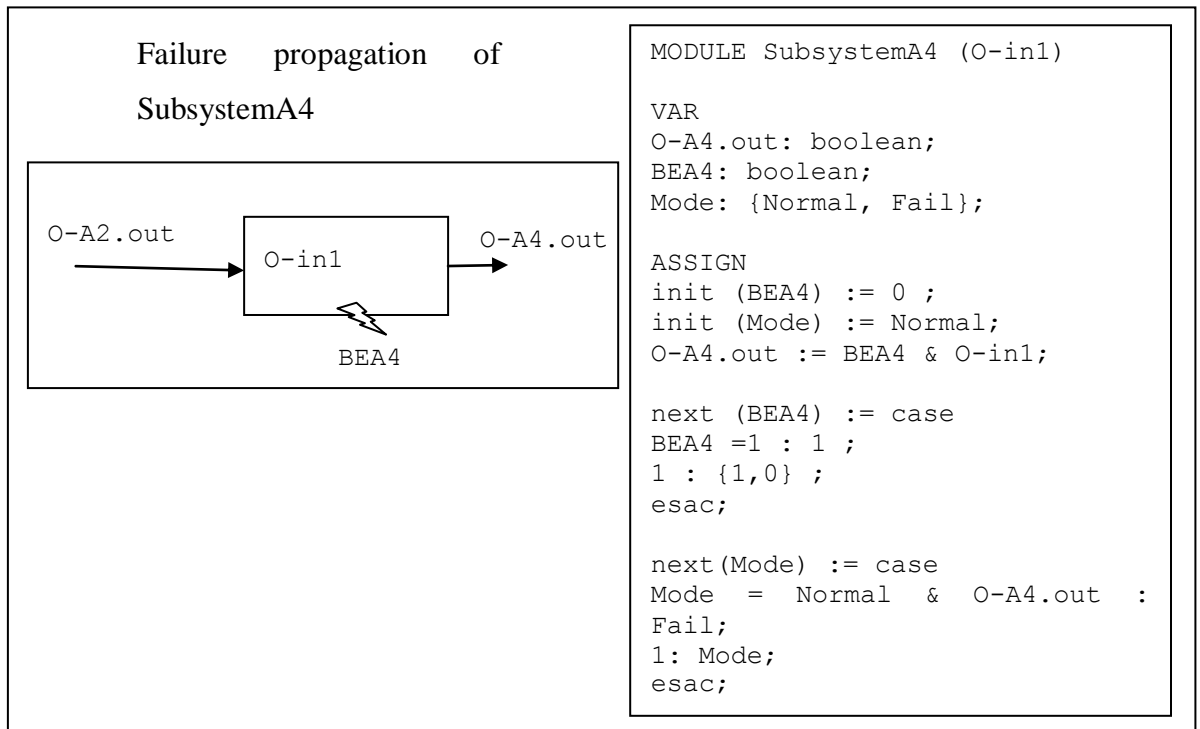 Failure propagation of
SubsystemA4
O-A2.out
O-in1
O-A4.out
BEA4
MODULE SubsystemA4 (O-in1)
VAR
O-A4.out: boolean;
BEA4: boolean;
Mode: {Normal, Fail};
ASSIGN
init (BEA4) := 0 ;
init (Mode) := Normal;
O-A4.out := BEA4 & O-in1;
next (BEA4) := case
BEA4 =1 : 1 ;
1 : {1,0} ;
esac;
next(Mode) := case
Mode = Normal & O-A4.out :
Fail;
1: Mode;
esac;